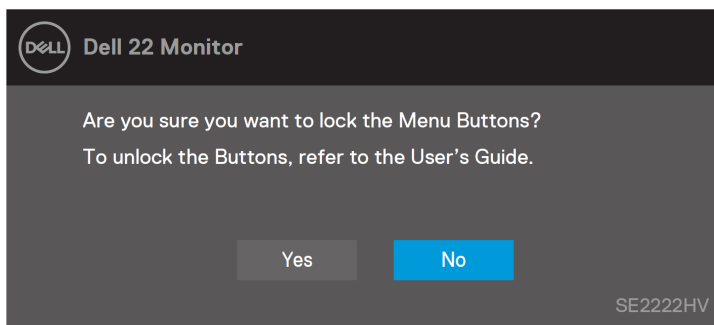 DELL Dell 22 Monitor
Are you sure you want to lock the Menu Buttons?
To unlock the Buttons, refer to the User's Guide.
Yes No
SE2222HV